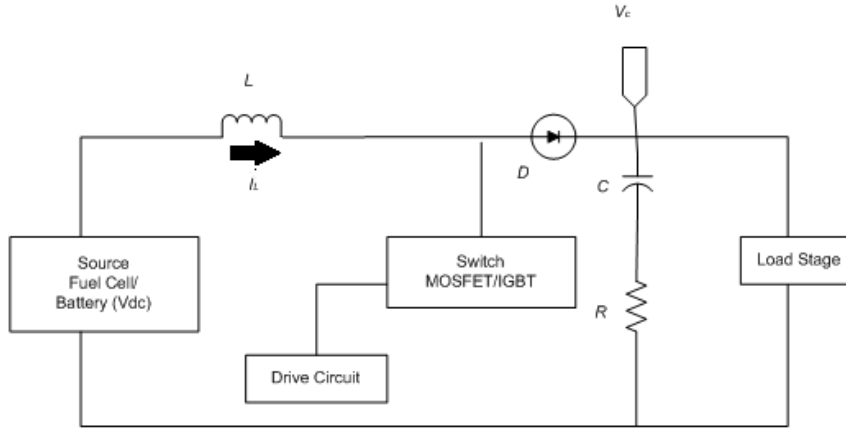 Vc
L
IL
D
C
Source
Fuel Cell/
Battery (Vdc)
Switch
MOSFET/IGBT
Load Stage
R
Drive Circuit